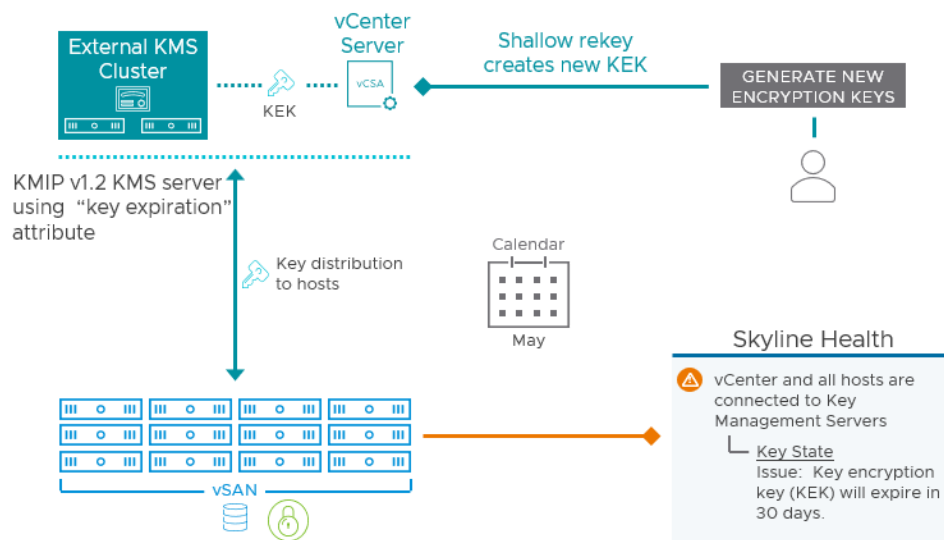 External KMS
Cluster
KEK
vCenter
Server
vCSA
Shallow rekey
creates new KEK
GENERATE NEW
ENCRYPTION KEYS
KMIP v1.2 KMS server
using "key expiration"
attribute
Key distribution
to hosts
Calendar
May
vSAN
Skyline Health
vCenter and all hosts are
connected to Key
Management Servers
Key State
Issue: Key encryption
key (KEK) will expire in
30 days.